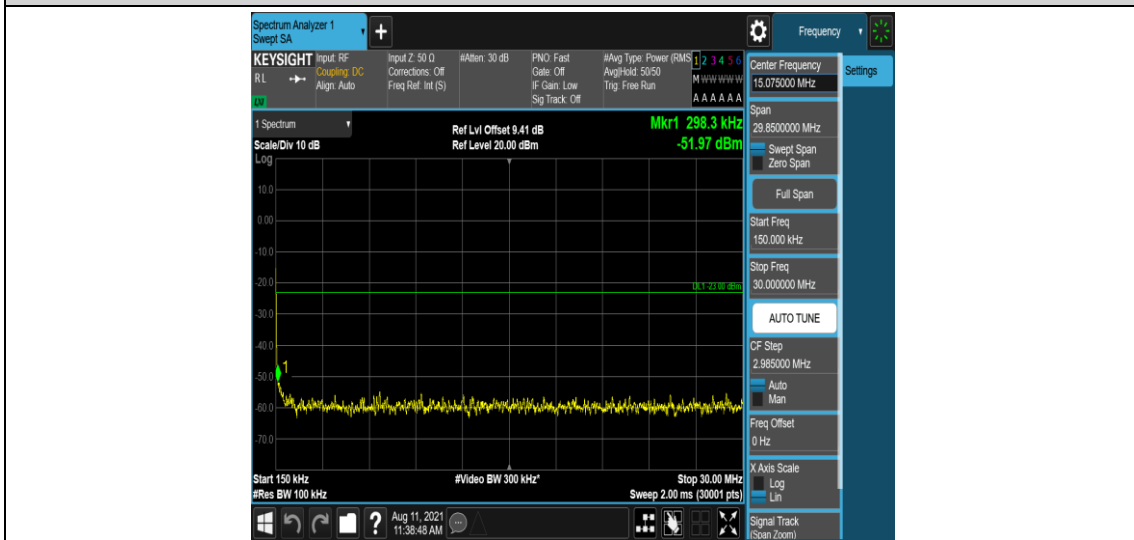 Spectrum Analyzer 1
Swept SA
+
Frequency
KEYSIGHT
RL
LXI
Input: RF
Coupling: DC
Align: Auto
Input Z: 50 Ω
Corrections: Off
Freq Ref: Int (S)
#Atten: 30 dB
PNO: Fast
Gate: Off
IF Gain: Low
Sig Track: Off
#Avg Type: Power (RMS
Avg|Hold: 50/50
Trig: Free Run
1 2 3 4 5 6
M W W W W W
A A A A A A
1 Spectrum
Scale/Div 10 dB
Ref Lvl Offset 9.41 dB
Ref Level 20.00 dBm
Mkr1 298.3 kHz
-51.97 dBm
Log
10.0
0.00
-10.0
-20.0
-30.0
-40.0
-50.0
-60.0
-70.0
DL1 -23.00 dBm
1
Start 150 kHz
#Res BW 100 kHz
#Video BW 300 kHz*
Stop 30.00 MHz
Sweep 2.00 ms (30001 pts)
?
Aug 11, 2021
11:38:48 AM
Center Frequency
15.075000 MHz
Settings
Span
29.8500000 MHz
Swept Span
Zero Span
Full Span
Start Freq
150.000 kHz
Stop Freq
30.000000 MHz
AUTO TUNE
CF Step
2.985000 MHz
Auto
Man
Freq Offset
0 Hz
X Axis Scale
Log
Lin
Signal Track
(Span Zoom)